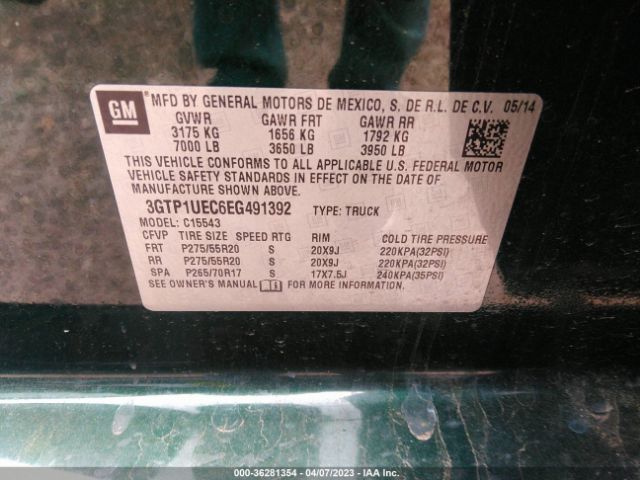 GM
MFD BY GENERAL MOTORS DE MEXICO, S. DE R.L. DE C.V. 05/14
GVWR GAWR FRT GAWR RR
3175 KG 1656 KG 1792 KG
7000 LB 3650 LB 3950 LB
THIS VEHICLE CONFORMS TO ALL APPLICABLE U.S. FEDERAL MOTOR
VEHICLE SAFETY STANDARDS IN EFFECT ON THE DATE OF
MANUFACTURE SHOWN ABOVE.
3GTP1UEC6EG491392 TYPE: TRUCK
MODEL: C15543
CFVP TIRE SIZE SPEED RTG RIM COLD TIRE PRESSURE
FRT P275/55R20 S 20X9J 220KPA(32PSI)
RR P275/55R20 S 20X9J 220KPA(32PSI)
SPA P265/70R17 S 17X7.5J 240KPA(35PSI)
SEE OWNER'S MANUAL FOR MORE INFORMATION.
000-36281354 - 04/07/2023 - IAA Inc.